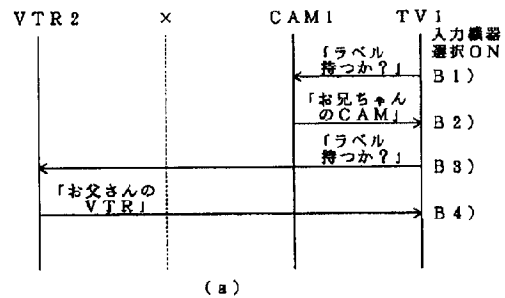 VTR2 × CAM1 TV1
入力機器
選択ON
「ラベル
持つか？」
B1)
「お兄ちゃん
のCAM」
B2)
「ラベル
持つか？」
B3)
「お父さんの
VTR」
B4)
(a)